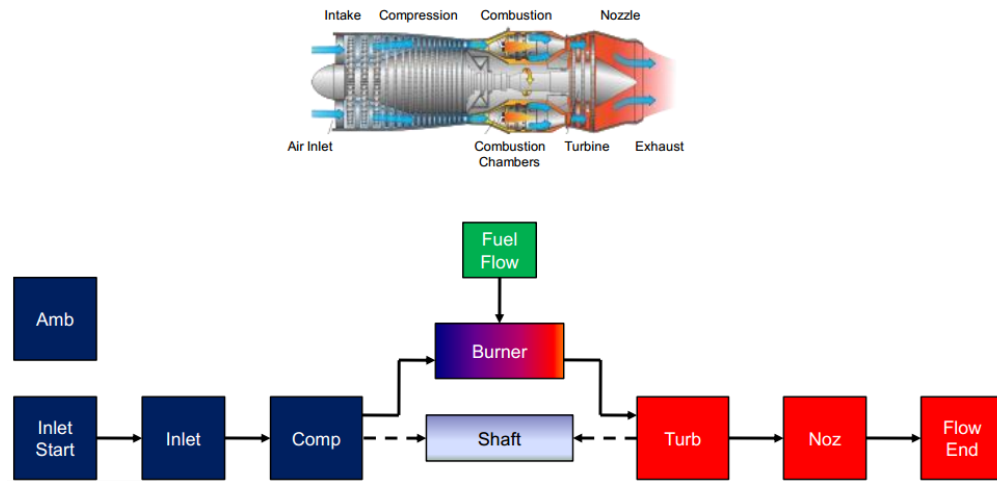 Intake Compression Combustion Nozzle
Air Inlet Combustion Turbine Exhaust
Chambers
Fuel
Flow
Amb
Burner
Inlet
Start
Inlet
Comp
Shaft
Turb
Noz
Flow
End